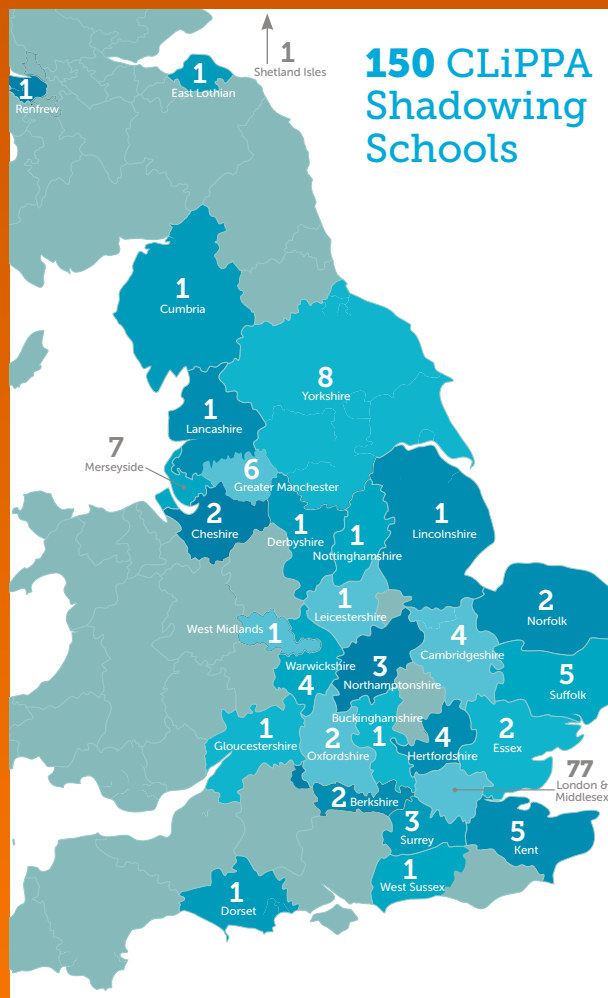 150 CLiPPA
Shadowing
Schools
1
Shetland Isles
1
East Lothian
1
Renfrew
1
Cumbria
8
Yorkshire
1
Lancashire
7
Merseyside
6
Greater Manchester
2
Cheshire
1
Derbyshire
1
Nottinghamshire
1
Lincolnshire
1
Leicestershire
2
Norfolk
West Midlands 1
4
Cambridgeshire
Warwickshire
4
3
Northamptonshire
5
Suffolk
1
Gloucestershire
2
Oxfordshire
Buckinghamshire
1
4
Hertfordshire
2
Essex
77
London &
Middlesex
2 Berkshire
3
Surrey
5
Kent
1
West Sussex
1
Dorset